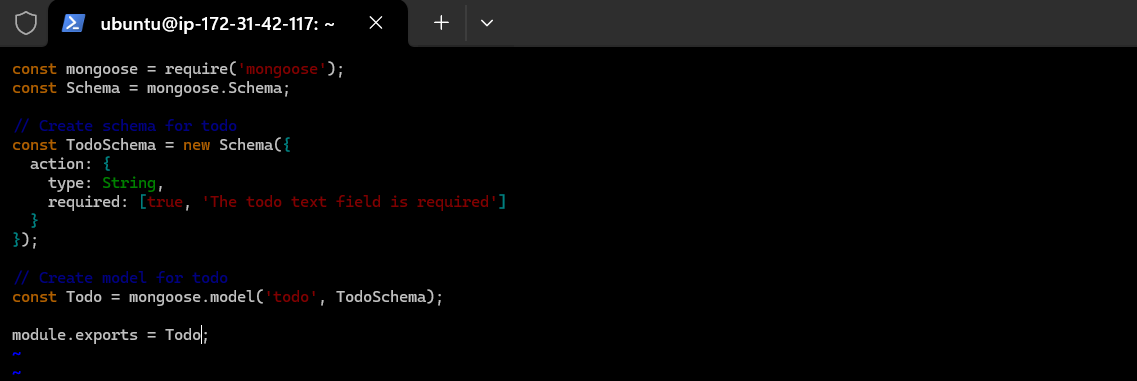 ubuntu@ip-172-31-42-117: ~
const mongoose = require('mongoose');
const Schema = mongoose.Schema;

// Create schema for todo
const TodoSchema = new Schema({
  action: {
    type: String,
    required: [true, 'The todo text field is required']
  }
});

// Create model for todo
const Todo = mongoose.model('todo', TodoSchema);

module.exports = Todo;
~
~